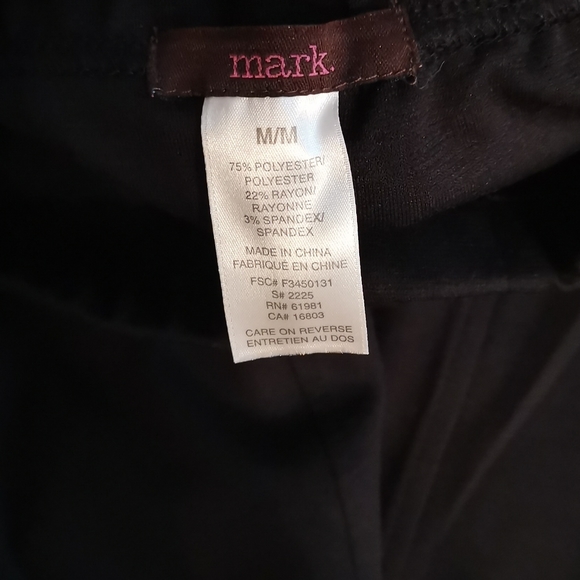 mark.
M/M
75% POLYESTER/
POLYESTER
22% RAYON/
RAYONNE
3% SPANDEX/
SPANDEX
MADE IN CHINA
FABRIQUÉ EN CHINE
FSC# F3450131
S# 2225
RN# 61981
CA# 16803
CARE ON REVERSE
ENTRETIEN AU DOS